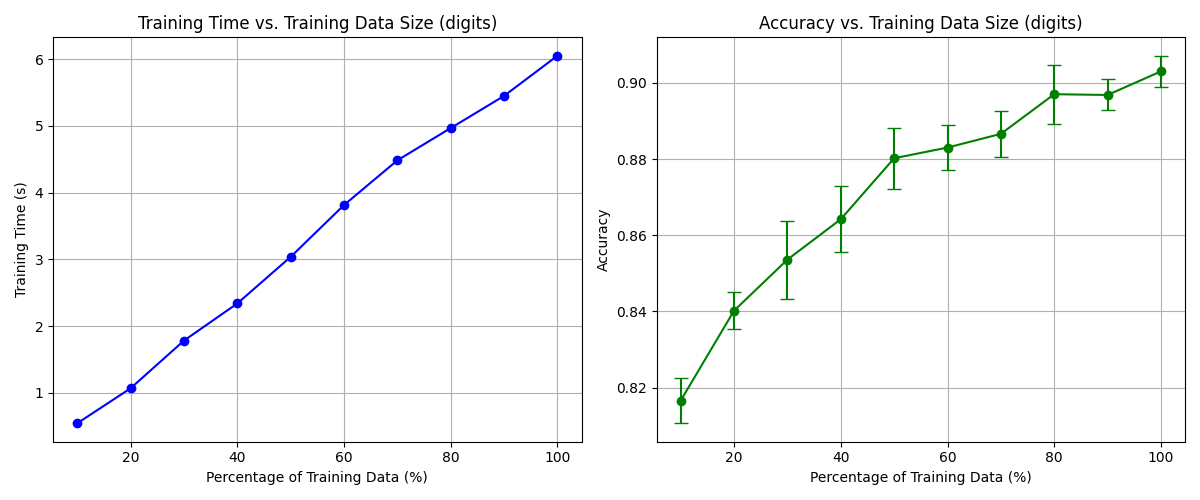 Training Time vs. Training Data Size (digits)
6
5
4
3
2
1
Training Time (s)
20 40 60 80 100
Percentage of Training Data (%)
Accuracy vs. Training Data Size (digits)
0.90
0.88
0.86
0.84
0.82
Accuracy
20 40 60 80 100
Percentage of Training Data (%)